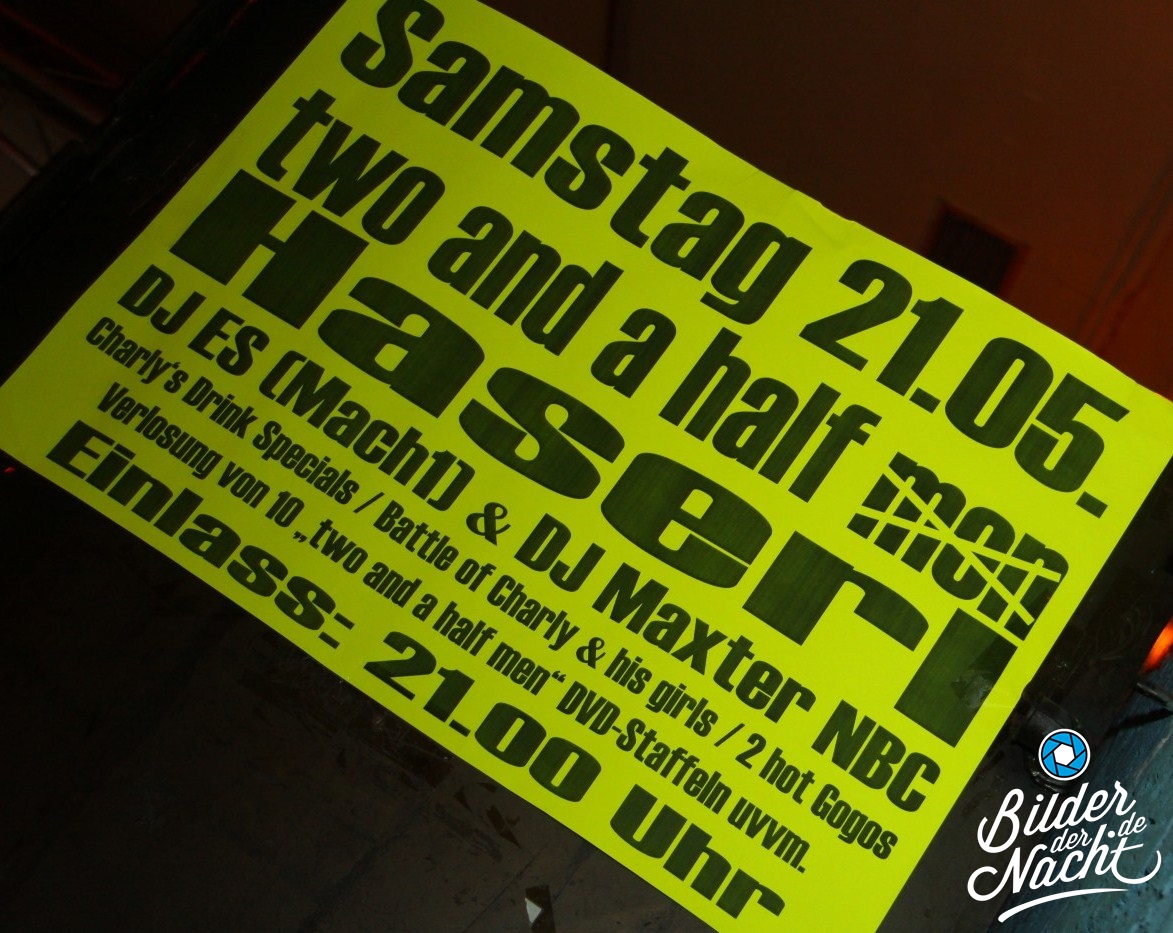 Samstag 21.05.
two and a half men
Haserl
DJ ES (Mach1) & DJ Maxter NBC
Charly's Drink Specials / Battle of Charly & his girls / 2 hot Gogos
Verlosung von 10 „two and a half men“ DVD-Staffeln uvvm.
Einlass: 21.00 Uhr
Bilder
der
Nacht.de